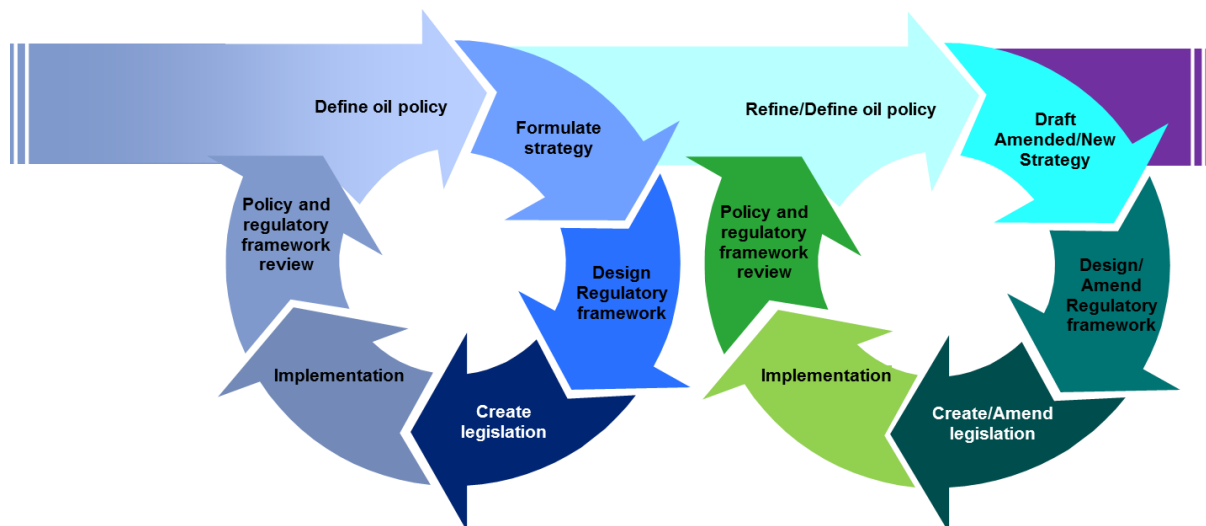 Define oil policy
Formulate
strategy
Design
Regulatory
framework
Create
legislation
Implementation
Policy and
regulatory
framework
review
Refine/Define oil policy
Draft
Amended/New
Strategy
Design/
Amend
Regulatory
framework
Create/Amend
legislation
Implementation
Policy and
regulatory
framework
review